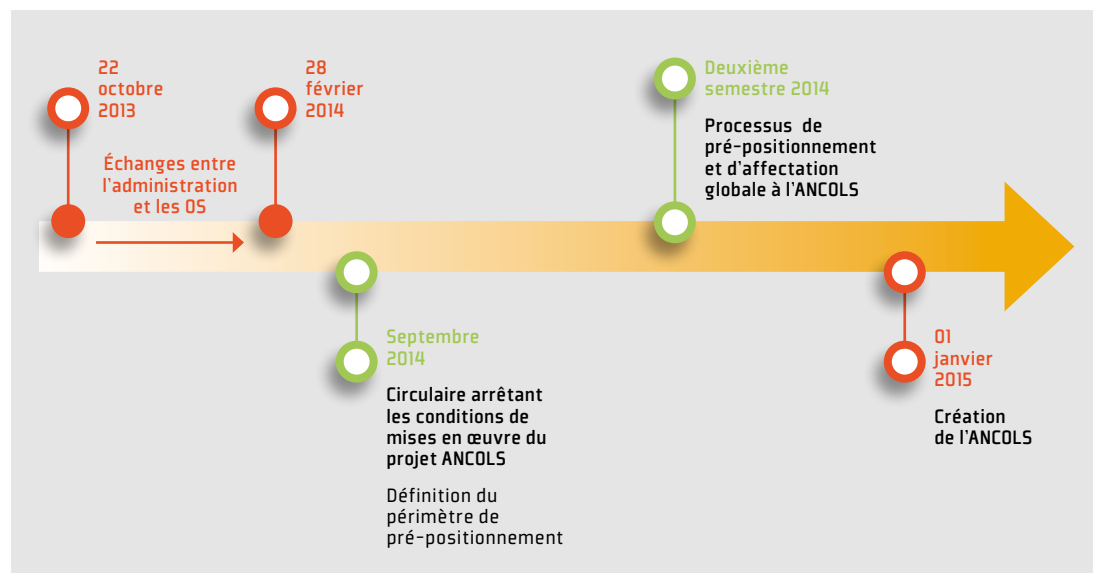 22
octobre
2013
Échanges entre
l'administration
et les OS
28
février
2014
Septembre
2014
Circulaire arrêtant
les conditions de
mises en œuvre du
projet ANCOLS
Définition du
périmètre de
pré-positionnement
Deuxième
semestre 2014
Processus de
pré-positionnement
et d'affectation
globale à l'ANCOLS
01
janvier
2015
Création
de l'ANCOLS